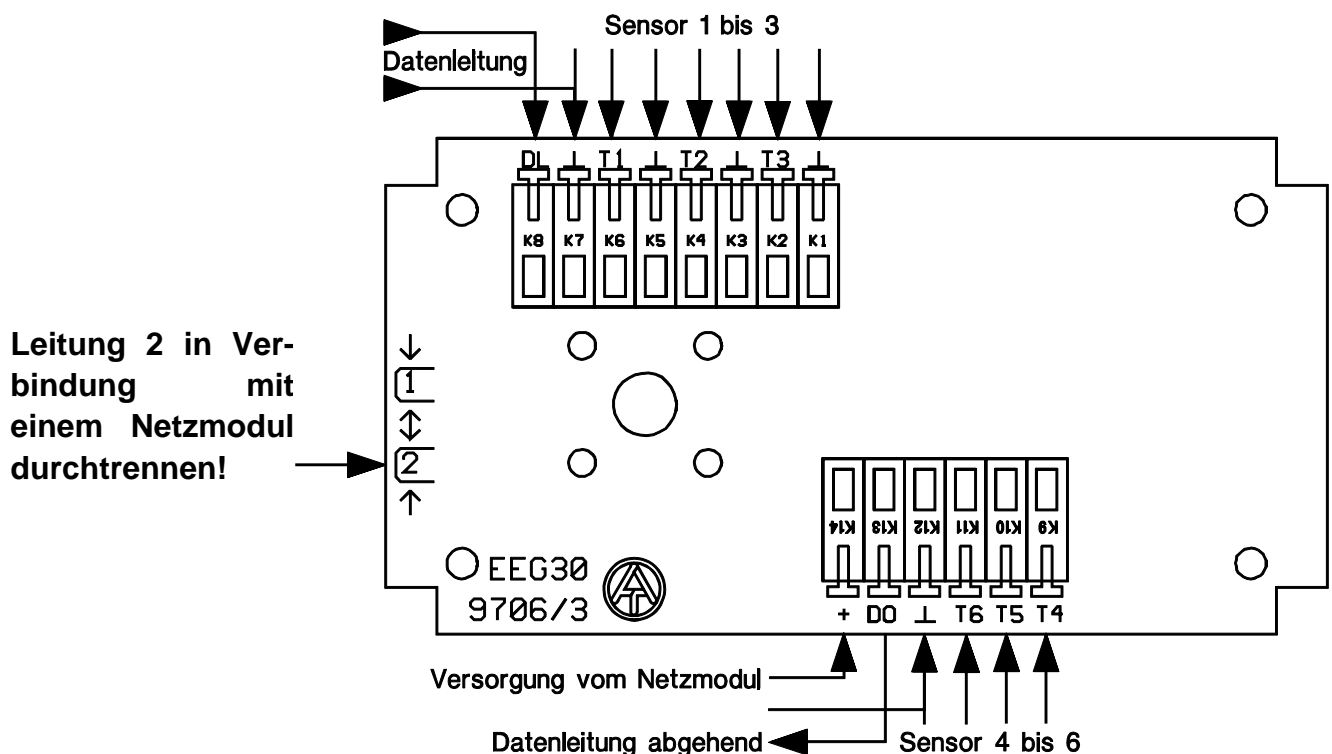 Sensor 1 bis 3
Datenleltung
DL ⊥ T1 ⊥ T2 ⊥ T3 ⊥
K8 K7 K6 K5 K4 K3 K2 K1
Leitung 2 in Ver-
bindung mit
einem Netzmodul
durchtrennen!
1
2
K14 K13 K12 K11 K10 K9
EEG30
9706/3
+ DO ⊥ T6 T5 T4
Versorgung vom Netzmodul
Datenleitung abgehend
Sensor 4 bis 6